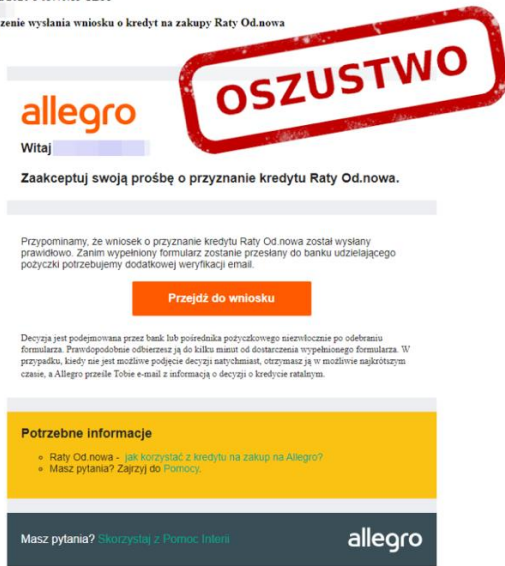 zenie wysłania wniosku o kredyt na zakupy Raty Od.nowa
OSZUSTWO
allegro
Witaj
Zaakceptuj swoją prośbę o przyznanie kredytu Raty Od.nowa.
Przypominamy, że wniosek o przyznanie kredytu Raty Od.nowa został wysłany
prawidłowo. Zanim wypełniony formularz zostanie przesłany do banku udzielającego
pożyczki potrzebujemy dodatkowej weryfikacji email.
Przejdź do wniosku
Decyzja jest podejmowana przez bank lub pośrednika pożyczkowego niezwłocznie po odebraniu
formularza. Prawdopodobnie odbierzesz ją do kilku minut od dostarczenia wypełnionego formularza. W
przypadku, kiedy nie jest możliwe podjęcie decyzji natychmiast, otrzymasz ją w możliwie najkrótszym
czasie, a Allegro prześle Tobie e-mail z informacją o decyzji o kredycie ratalnym.
Potrzebne informacje
Raty Od.nowa - jak korzystać z kredytu na zakup na Allegro?
Masz pytania? Zajrzyj do Pomocy.
Masz pytania? Skorzystaj z Pomoc Interii
allegro